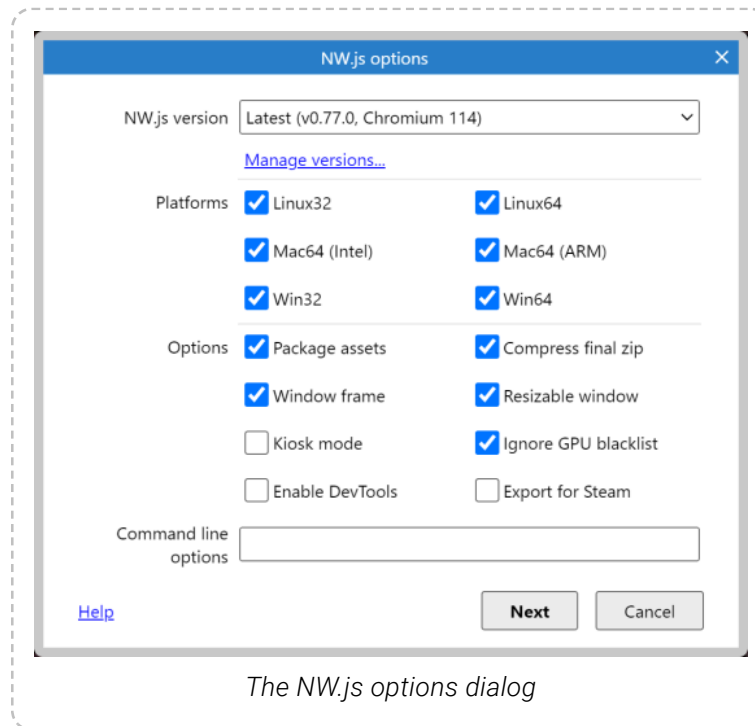 NW.js options
NW.js version Latest (v0.77.0, Chromium 114)
Manage versions...
Platforms Linux32 Linux64
Mac64 (Intel) Mac64 (ARM)
Win32 Win64
Options Package assets Compress final zip
Window frame Resizable window
Kiosk mode Ignore GPU blacklist
Enable DevTools Export for Steam
Command line
options
Help Next Cancel
The NW.js options dialog